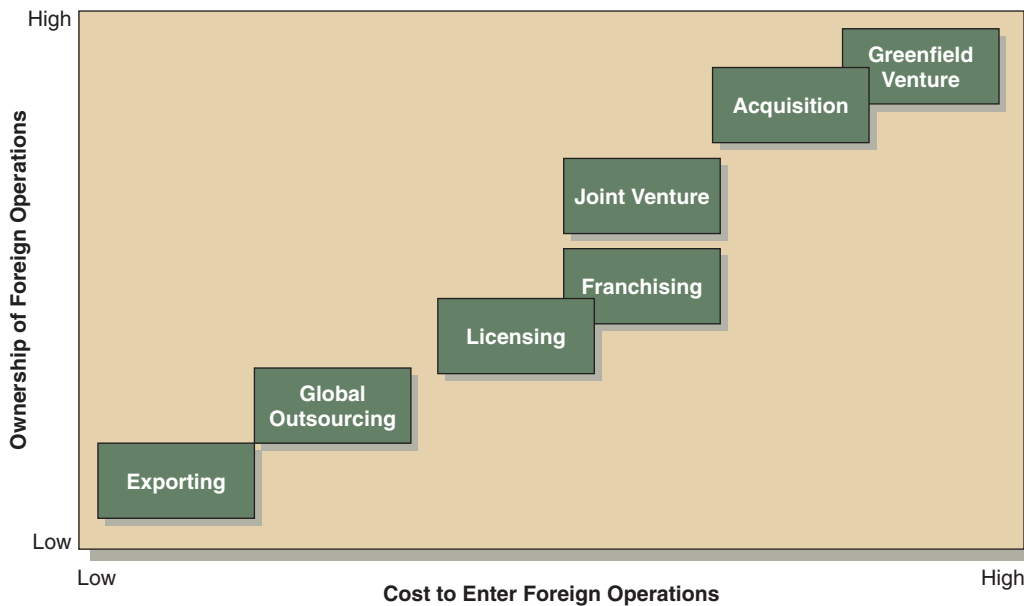 High
Greenfield
Venture
Acquisition
Joint Venture
Franchising
Licensing
Global
Outsourcing
Exporting
Low
Ownership of Foreign Operations
Low
High
Cost to Enter Foreign Operations